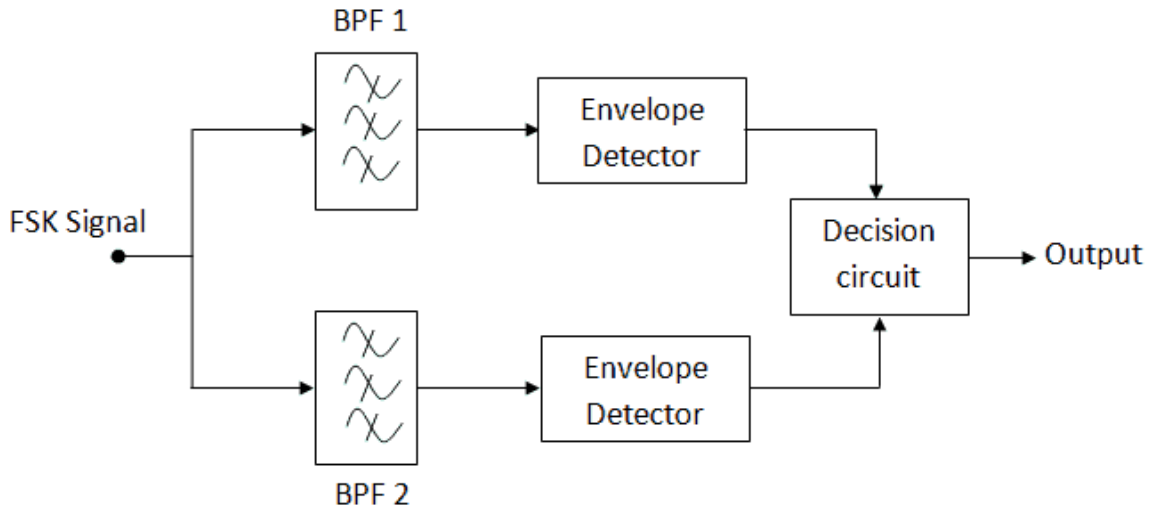 BPF 1
Envelope
Detector
FSK Signal
Decision
circuit
Output
Envelope
Detector
BPF 2